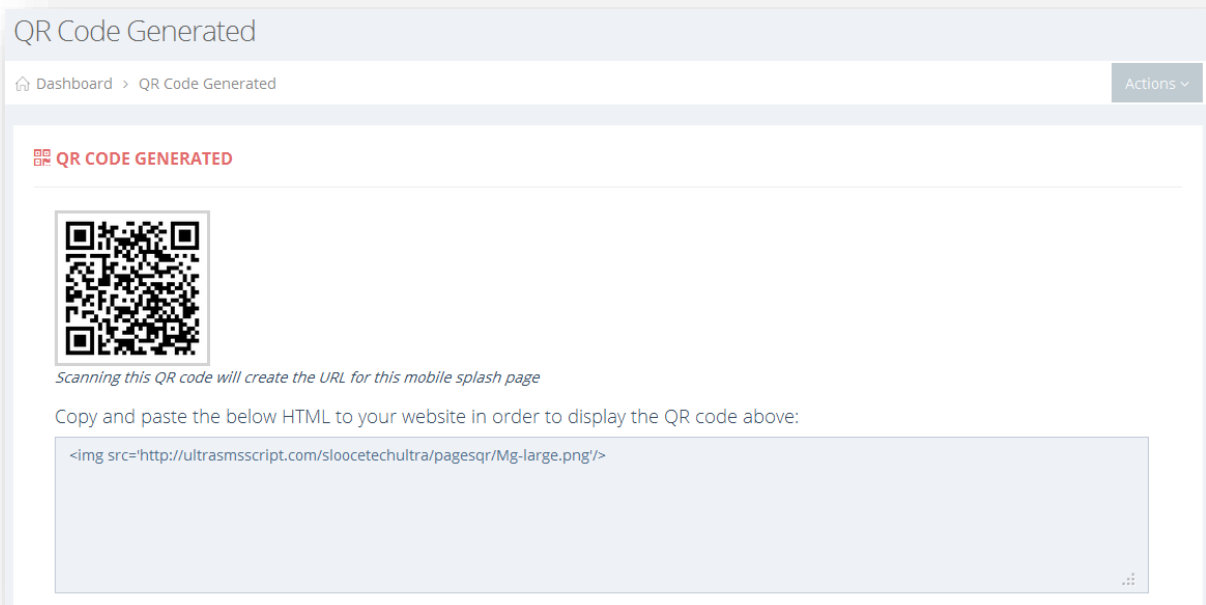 QR Code Generated
Dashboard > QR Code Generated
Actions
QR CODE GENERATED
Scanning this QR code will create the URL for this mobile splash page
Copy and paste the below HTML to your website in order to display the QR code above:
<img src='http://ultrasmsscript.com/sloocetechultra/pagesqr/Mg-large.png'/>